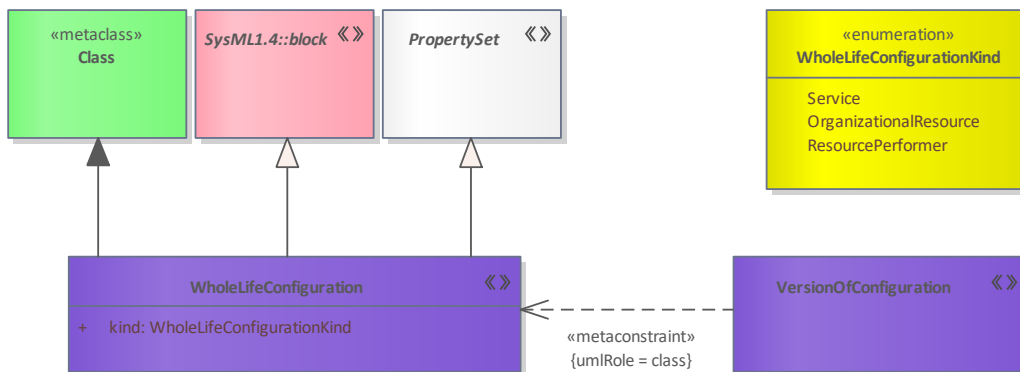 «metaclass»
Class
SysML1.4::block
PropertySet
«enumeration»
WholeLifeConfigurationKind
Service
OrganizationalResource
ResourcePerformer
WholeLifeConfiguration
+ kind: WholeLifeConfigurationKind
VersionOfConfiguration
«metaconstraint»
{umlRole = class}